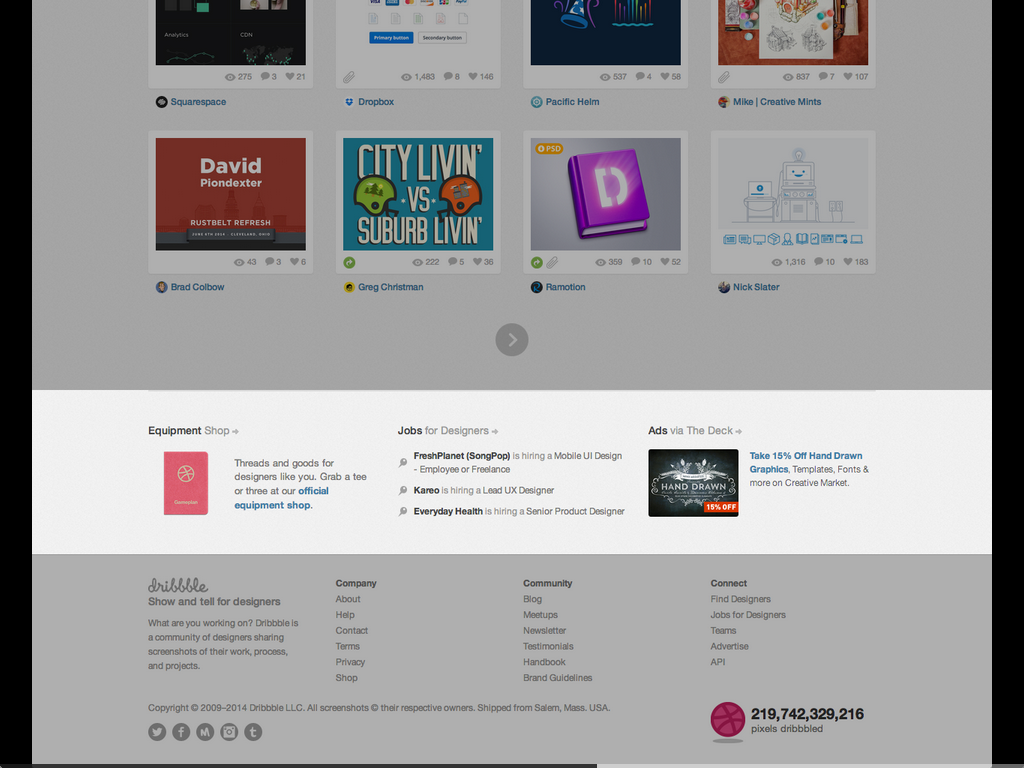 Analytics
CDN
Primary button
Secondary button
275 3 21
1,483 8 146
537 4 58
837 7 107
Squarespace
Dropbox
Pacific Helm
Mike | Creative Mints
David
Piondexter
RUSTBELT REFRESH
JUNE 6TH 2014 · CLEVELAND, OHIO
CITY LIVIN'
VS
SUBURB LIVIN'
PSD
D
43 3 6
222 5 36
359 10 52
1,316 10 183
Brad Colbow
Greg Christman
Ramotion
Nick Slater
Equipment Shop
Threads and goods for
designers like you. Grab a tee
or three at our official
equipment shop.
Jobs for Designers
FreshPlanet (SongPop) is hiring a Mobile UI Design
- Employee or Freelance
Kareo is hiring a Lead UX Designer
Everyday Health is hiring a Senior Product Designer
Ads via The Deck
HAND DRAWN
15% OFF
Take 15% Off Hand Drawn
Graphics, Templates, Fonts &
more on Creative Market.
dribbble
Show and tell for designers
What are you working on? Dribbble is
a community of designers sharing
screenshots of their work, process,
and projects.
Company
About
Help
Contact
Terms
Privacy
Shop
Community
Blog
Meetups
Newsletter
Testimonials
Handbook
Brand Guidelines
Connect
Find Designers
Jobs for Designers
Teams
Advertise
API
Copyright © 2009–2014 Dribbble LLC. All screenshots © their respective owners. Shipped from Salem, Mass. USA.
219,742,329,216
pixels dribbbled